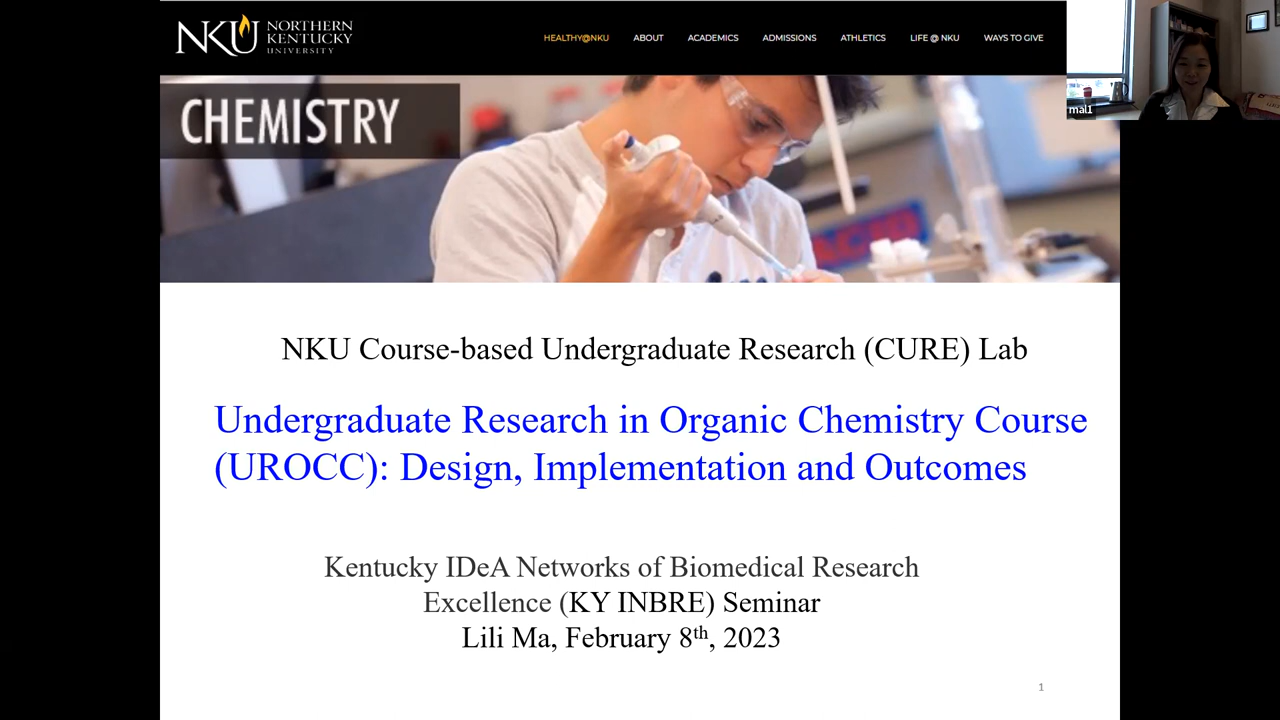 NKU NORTHERN KENTUCKY UNIVERSITY
HEALTHY@NKU ABOUT ACADEMICS ADMISSIONS ATHLETICS LIFE @ NKU WAYS TO GIVE
mal1
CHEMISTRY
NKU Course-based Undergraduate Research (CURE) Lab
Undergraduate Research in Organic Chemistry Course
(UROCC): Design, Implementation and Outcomes
Kentucky IDeA Networks of Biomedical Research
Excellence (KY INBRE) Seminar
Lili Ma, February 8th, 2023
1